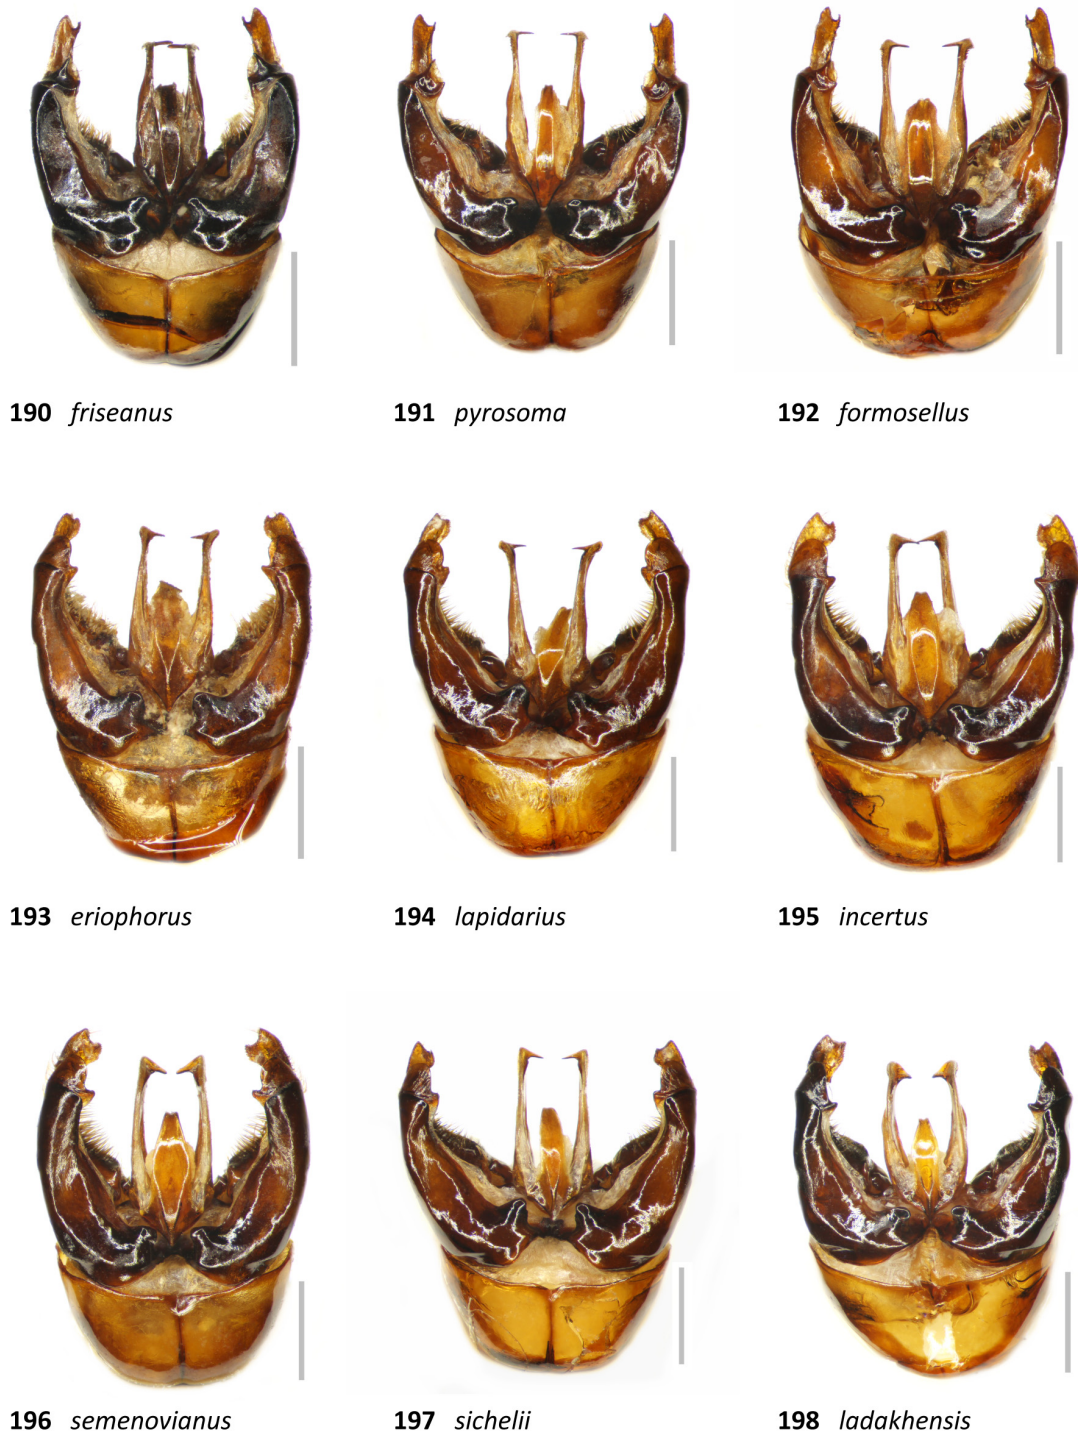 190 friseanus
191 pyrosoma
192 formosellus
193 eriophorus
194 lapidarius
195 incertus
196 semenovianus
197 sichelii
198 ladakhensis